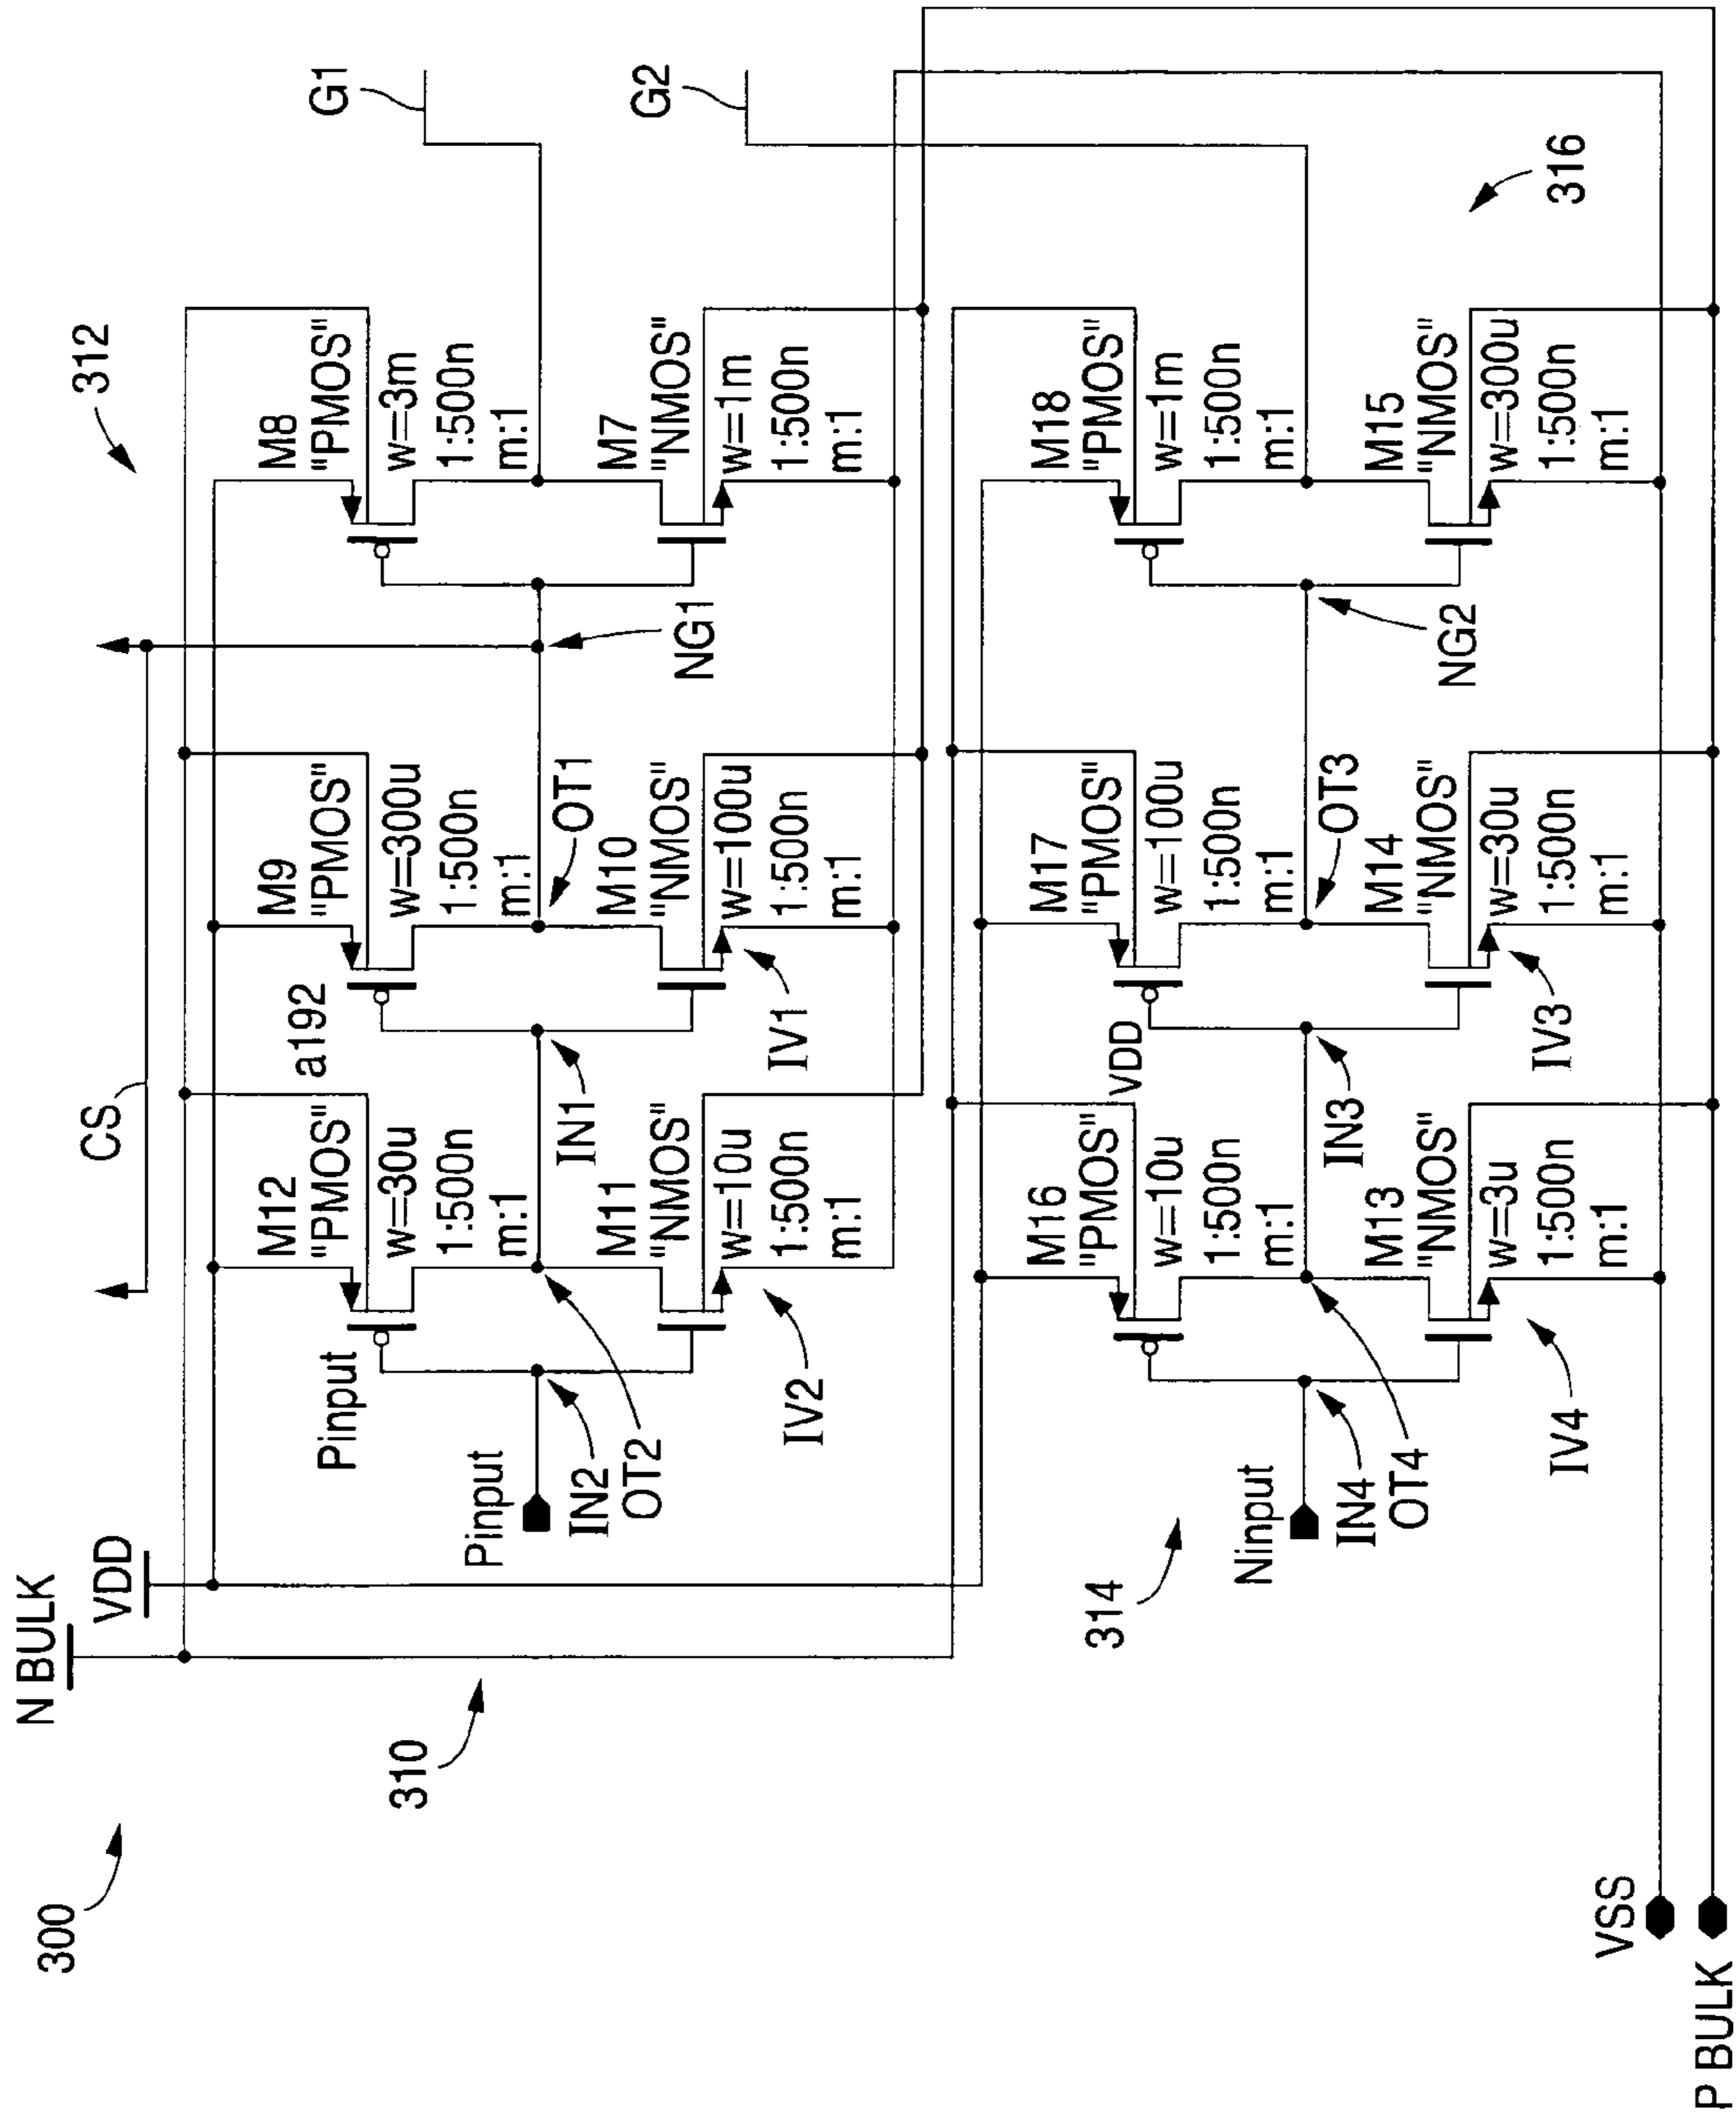 300
N BULK
VDD
310
CS
312
Pinput
M12
"PMOS"
w=30u
1:500n
m:1
a192
M9
"PMOS"
w=300u
1:500n
m:1
M8
"PMOS"
w=3m
1:500n
m:1
G1
Pinput
IN2
OT2
IN1
OT1
NG1
M11
"NMOS"
w=10u
1:500n
m:1
IV2
M10
"NMOS"
w=100u
1:500n
m:1
IV1
M7
"NMOS"
w=1m
1:500n
m:1
G2
314
M16
"PMOS"
w=10u
1:500n
m:1
VDD
M17
"PMOS"
w=100u
1:500n
m:1
M18
"PMOS"
w=1m
1:500n
m:1
Ninput
IN4
OT4
IN3
OT3
NG2
M13
"NMOS"
w=3u
1:500n
m:1
IV4
M14
"NMOS"
w=30u
1:500n
m:1
IV3
M15
"NMOS"
w=300u
1:500n
m:1
316
VSS
P BULK